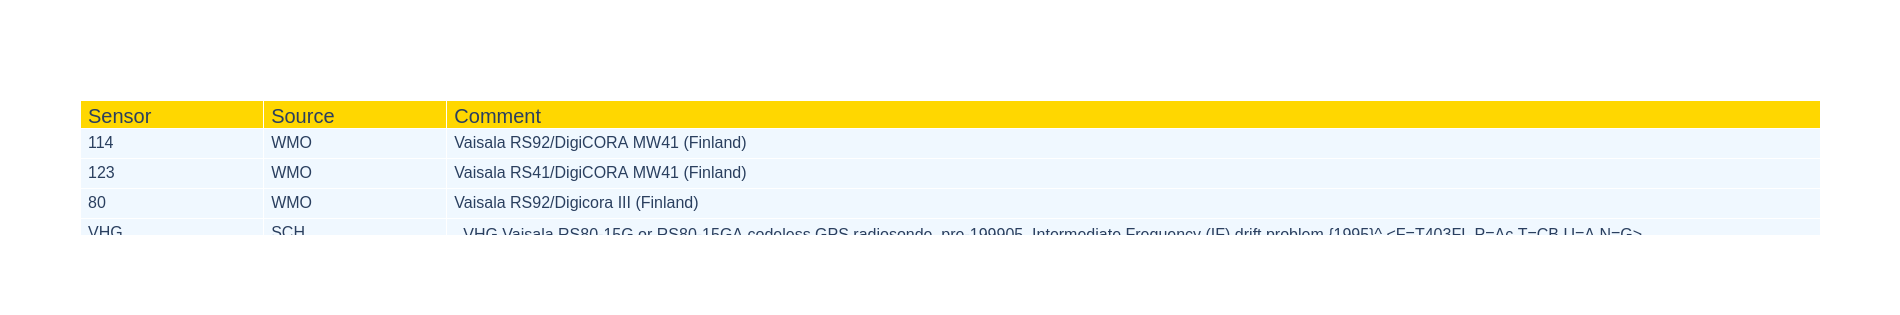 Sensor Source Comment
114 WMO Vaisala RS92/DigiCORA MW41 (Finland)
123 WMO Vaisala RS41/DigiCORA MW41 (Finland)
80 WMO Vaisala RS92/Digicora III (Finland)
VHG SCH VHG Vaisala RS80-15G or RS80-15GA codeless GPS radiosonde, pre-199905, Intermediate Frequency (IF) drift problem {1995}^ <F=T403FL P=Ac T=CB U=A N=G>